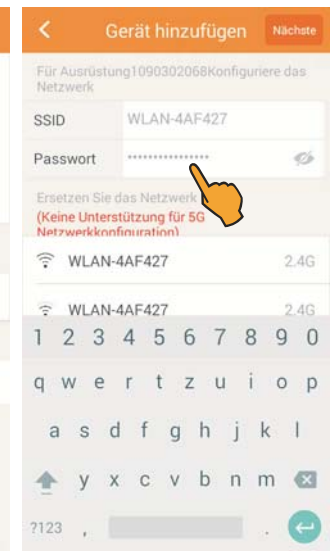 Gerät hinzufügen
Nächste
Für Ausrüstung1090302068Konfiguriere das
Netzwerk
SSID WLAN-4AF427
Passwort ••••••••••••••••
Ersetzen Sie das Netzwerk
(Keine Unterstützung für 5G
Netzwerkkonfiguration)
WLAN-4AF427 2.4G
WLAN-4AF427 2.4G
1 2 3 4 5 6 7 8 9 0
q w e r t z u i o p
a s d f g h j k l
y x c v b n m
?123 , .